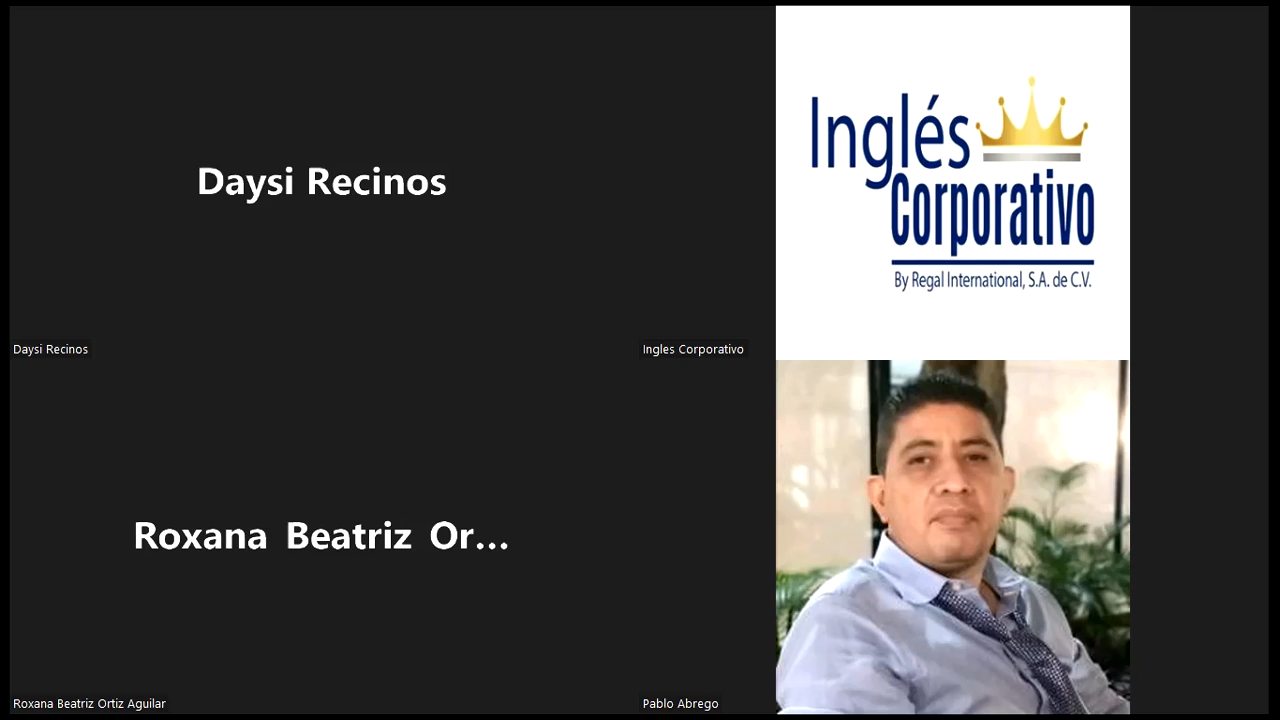 Daysi Recinos
Daysi Recinos
Inglés
Corporativo
By Regal International, S.A. de C.V.
Ingles Corporativo
Roxana Beatriz Or...
Roxana Beatriz Ortiz Aguilar
Pablo Abrego